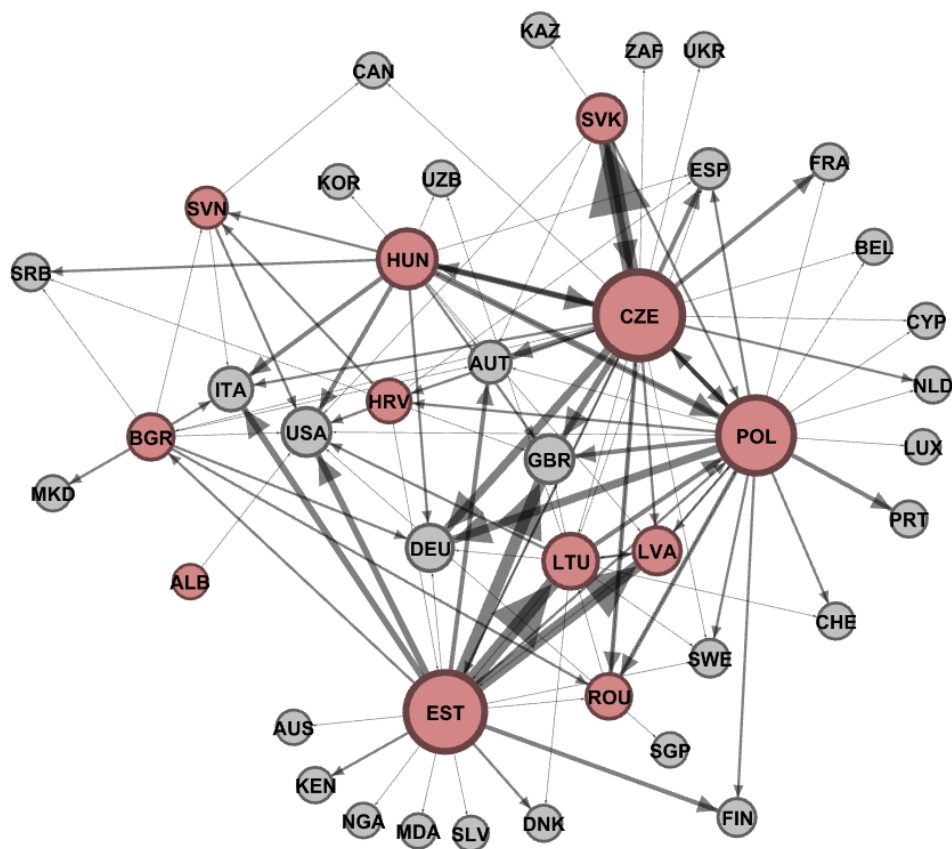 KAZ
ZAF
UKR
CAN
SVK
ESP
FRA
KOR
UZB
SVN
BEL
SRB
HUN
CZE
CYP
AUT
NLD
ITA
HRV
USA
BGR
POL
LUX
GBR
MKD
PRT
DEU
LTU
LVA
ALB
CHE
SWE
ROU
EST
AUS
SGP
KEN
NGA
MDA
SLV
DNK
FIN